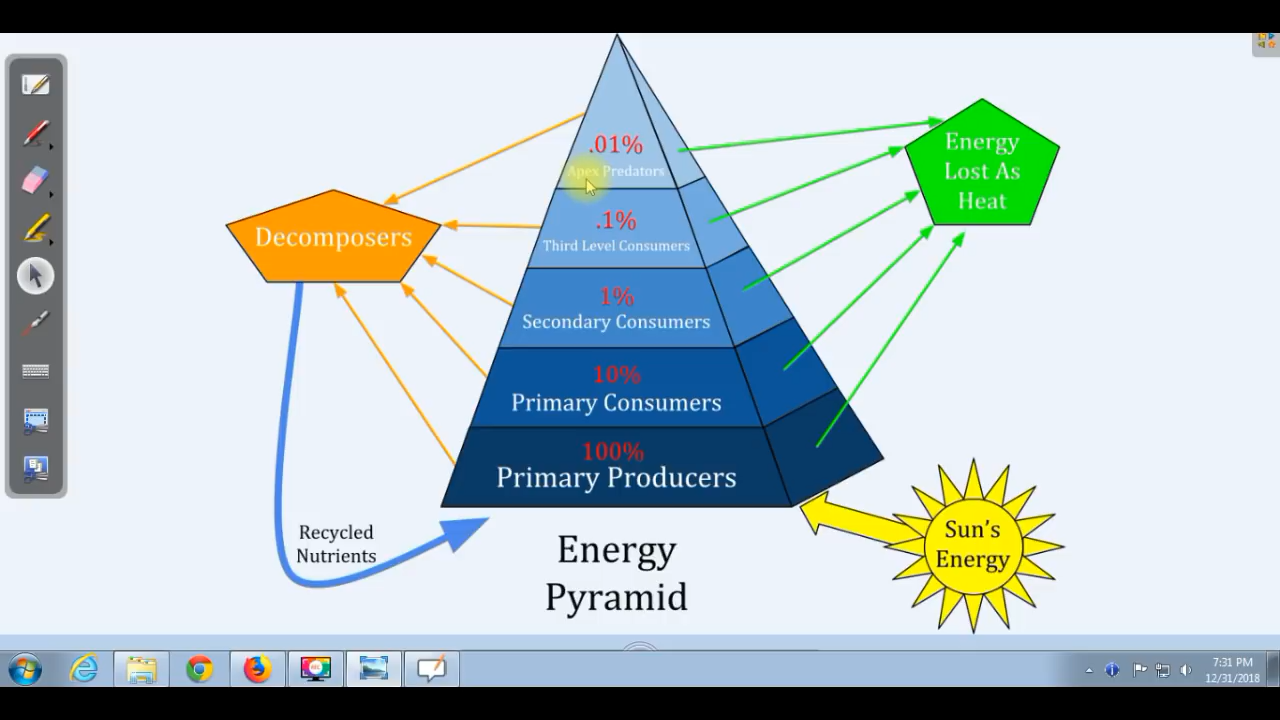 .01%
Apex Predators
.1%
Third Level Consumers
1%
Secondary Consumers
10%
Primary Consumers
100%
Primary Producers
Decomposers
Energy
Lost As
Heat
Recycled
Nutrients
Energy
Pyramid
Sun's
Energy
7:31 PM
12/31/2018